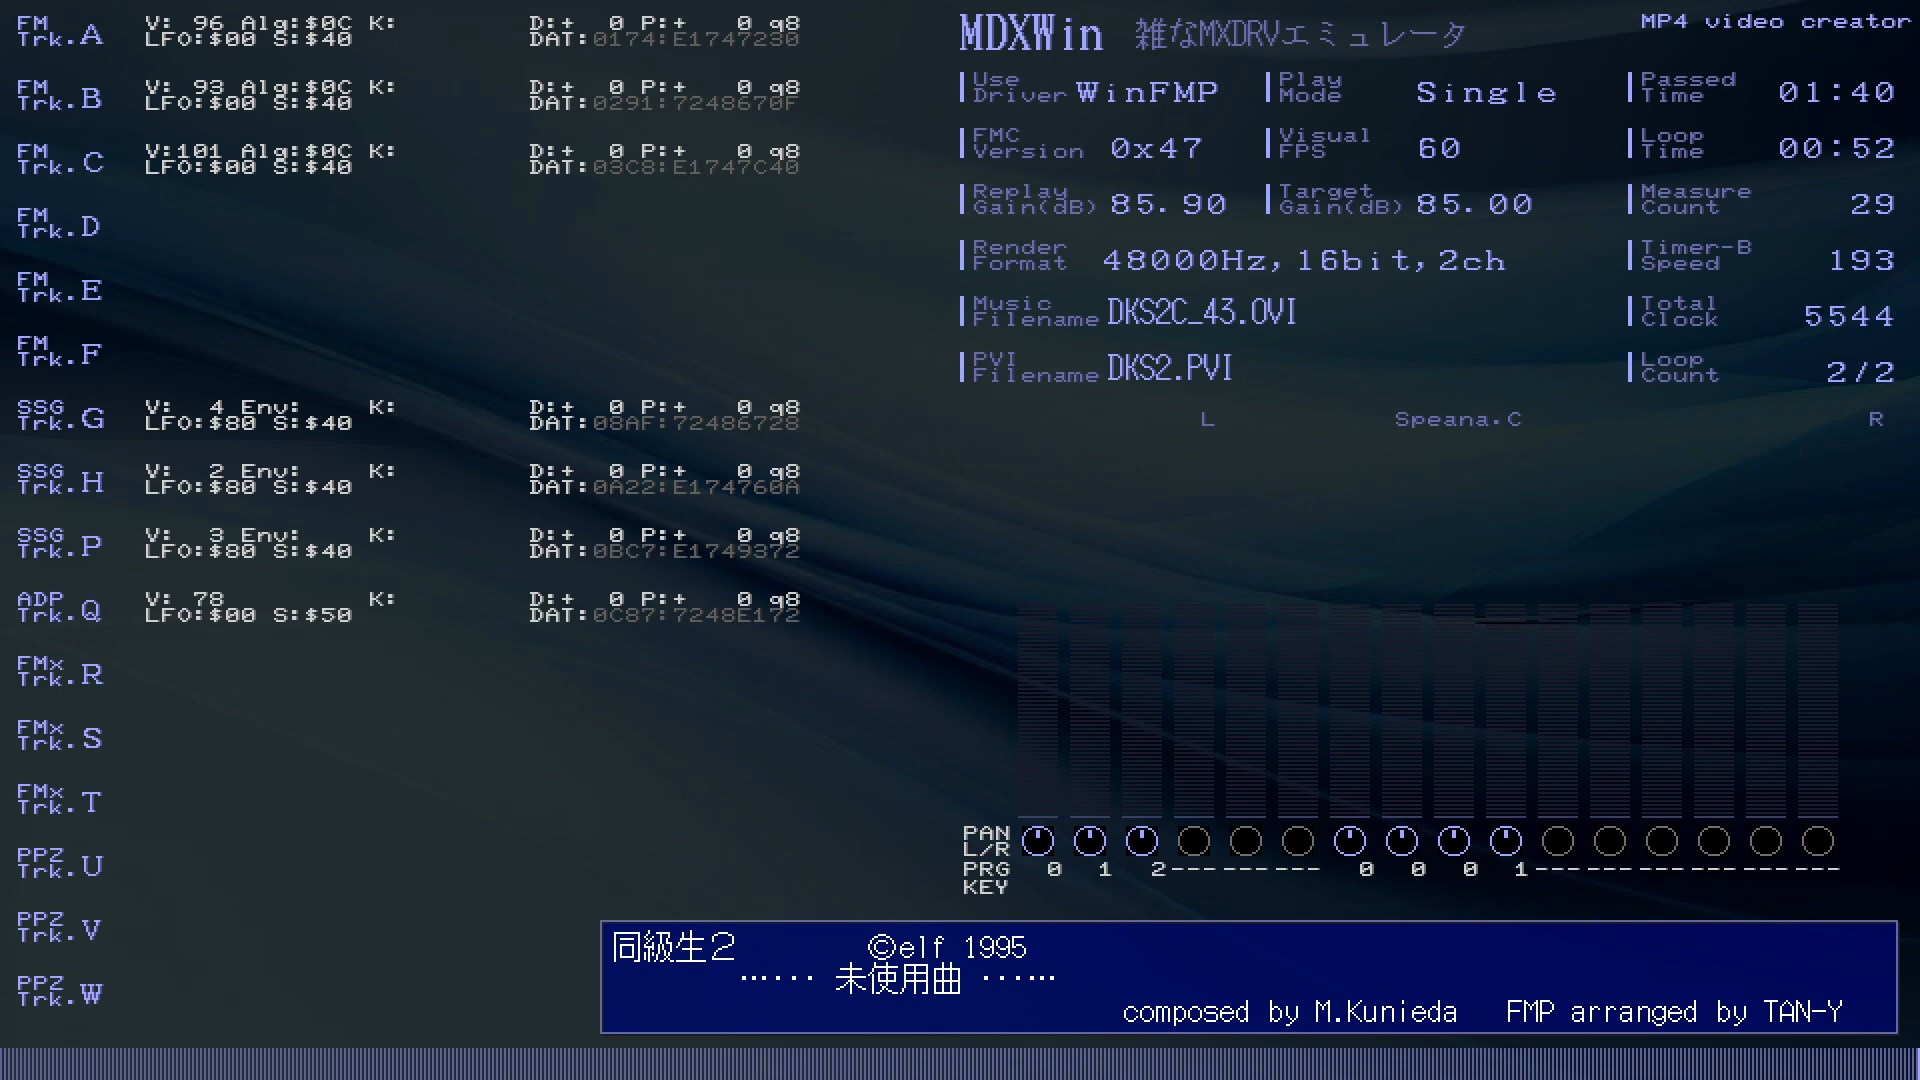 FM Trk.A V: 96 Alg:$0C K: D:+ 0 P:+ 0 q8
LFO:$00 S:$40 DAT:0174:E1747230
FM Trk.B V: 93 Alg:$0C K: D:+ 0 P:+ 0 q8
LFO:$00 S:$40 DAT:0291:7248670F
FM Trk.C V:101 Alg:$0C K: D:+ 0 P:+ 0 q8
LFO:$00 S:$40 DAT:03C8:E1747C40
FM Trk.D
FM Trk.E
FM Trk.F
SSG Trk.G V: 4 Env: K: D:+ 0 P:+ 0 q8
LFO:$80 S:$40 DAT:08AF:72486728
SSG Trk.H V: 2 Env: K: D:+ 0 P:+ 0 q8
LFO:$80 S:$40 DAT:0A22:E174760A
SSG Trk.P V: 3 Env: K: D:+ 0 P:+ 0 q8
LFO:$80 S:$40 DAT:0BC7:E1749372
ADP Trk.Q V: 78 K: D:+ 0 P:+ 0 q8
LFO:$00 S:$50 DAT:0C87:7248E172
FMx Trk.R
FMx Trk.S
FMx Trk.T
PPZ Trk.U
PPZ Trk.V
PPZ Trk.W
MDXWin 雑なMXDRVエミュレータ MP4 video creator
Use Driver WinFMP Play Mode Single Passed Time 01:40
FMC Version 0x47 Visual FPS 60 Loop Time 00:52
Replay Gain(dB) 85.90 Target Gain(dB) 85.00 Measure Count 29
Render Format 48000Hz,16bit,2ch Timer-B Speed 193
Music Filename DKS2C_43.OVI Total Clock 5544
PVI Filename DKS2.PVI Loop Count 2/2
L Speana.C R
PAN L/R
PRG 0 1 2--------- 0 0 0 1------------------
KEY
同級生2 ©elf 1995
…… 未使用曲 ……
composed by M.Kunieda FMP arranged by TAN-Y